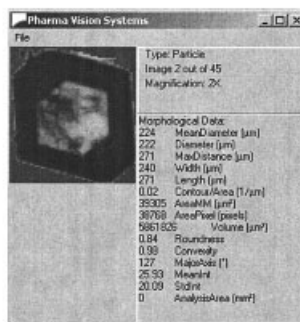 Pharma Vision Systems
File
Type: Particle
Image 2 out of 45
Magnification: 2X
Morphological Data:
224 MeanDiameter [µm]
222 Diameter [µm]
271 MaxDistance [µm]
240 Width [µm]
271 Length [µm]
0.02 Contour/Area [1/µm]
39305 AreaMM [µm²]
38768 AreaPixel [pixels]
5861826 Volume [µm³]
0.84 Roundness
0.98 Convexity
127 MajorAxis [°]
25.93 MeanInt
20.09 StdInt
0 AnalysisArea [mm²]